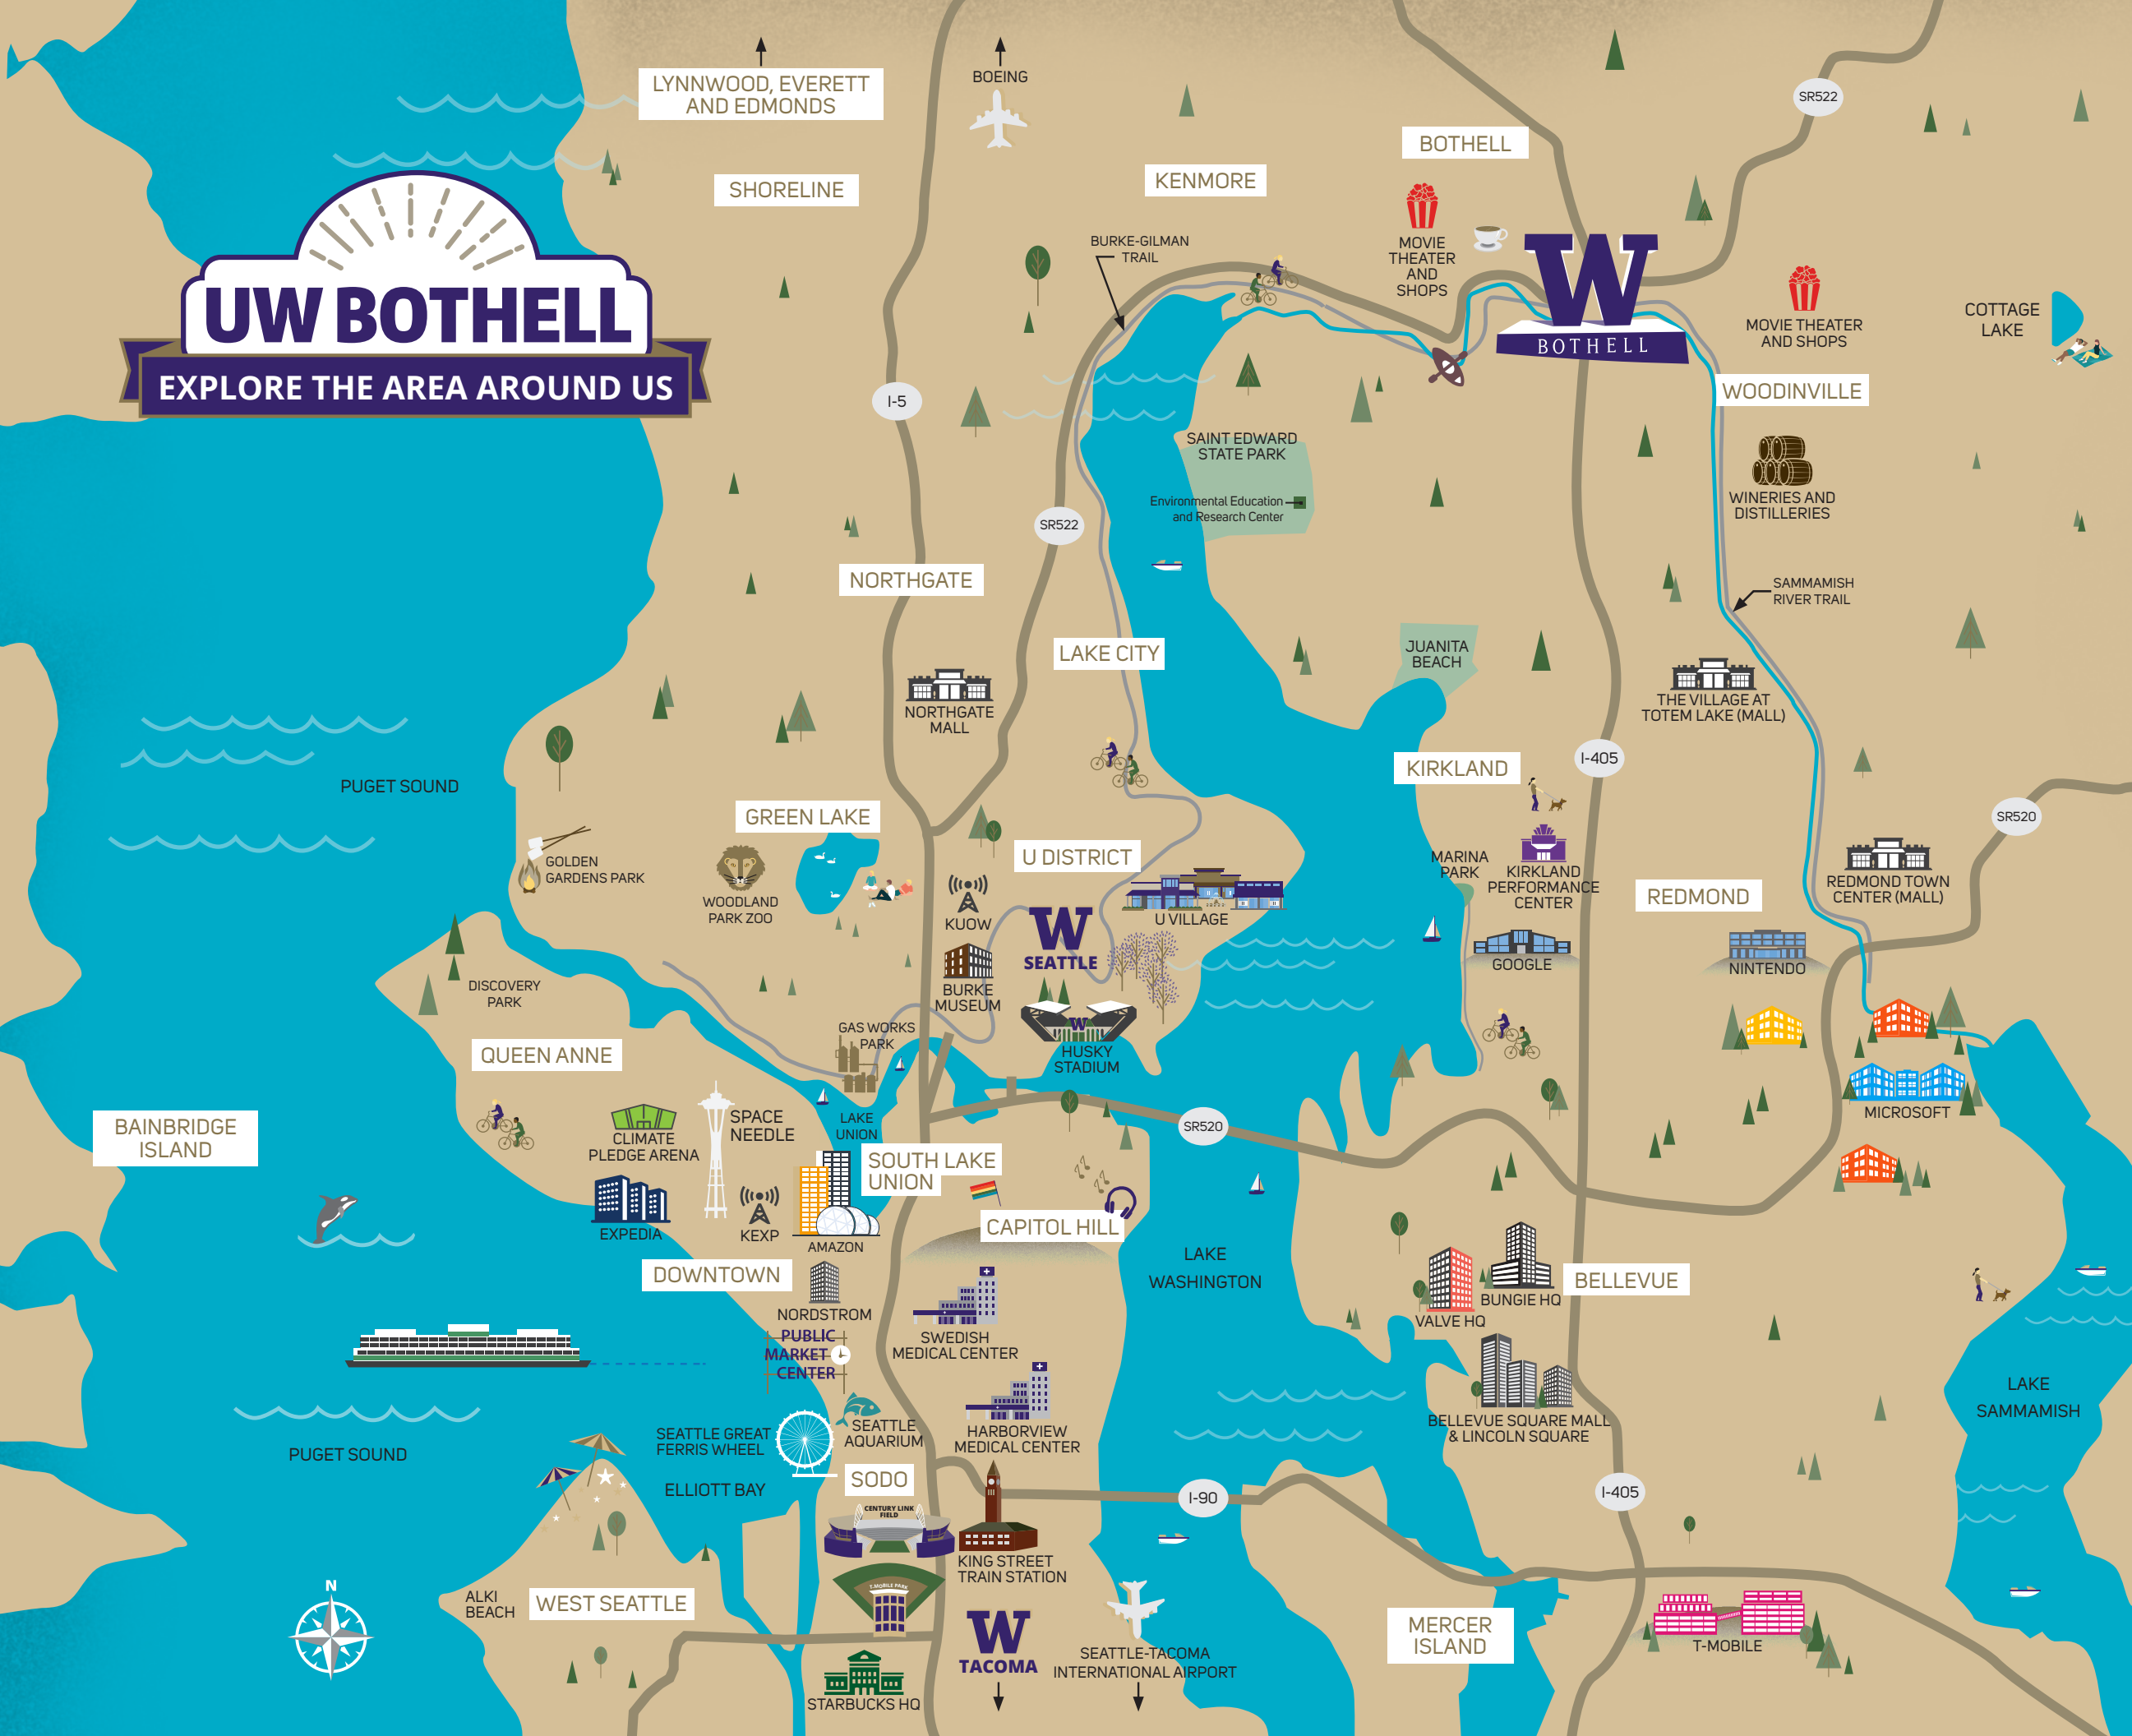 LYNNWOOD, EVERETT
AND EDMONDS
BOEING
SR522
BOTHELL
KENMORE
SHORELINE
UW BOTHELL
EXPLORE THE AREA AROUND US
BURKE-GILMAN
TRAIL
MOVIE
THEATER
AND
SHOPS
W
BOTHELL
MOVIE THEATER
AND SHOPS
COTTAGE
LAKE
I-5
WOODINVILLE
SAINT EDWARD
STATE PARK
Environmental Education
and Research Center
WINERIES AND
DISTILLERIES
SR522
NORTHGATE
SAMMAMISH
RIVER TRAIL
LAKE CITY
JUANITA
BEACH
NORTHGATE
MALL
THE VILLAGE AT
TOTEM LAKE (MALL)
PUGET SOUND
KIRKLAND
I-405
SR520
GREEN LAKE
U DISTRICT
GOLDEN
GARDENS PARK
WOODLAND
PARK ZOO
KUOW
U VILLAGE
MARINA
PARK
KIRKLAND
PERFORMANCE
CENTER
REDMOND
REDMOND TOWN
CENTER (MALL)
W
SEATTLE
GOOGLE
NINTENDO
DISCOVERY
PARK
BURKE
MUSEUM
GAS WORKS
PARK
W
HUSKY
STADIUM
QUEEN ANNE
BAINBRIDGE
ISLAND
CLIMATE
PLEDGE ARENA
SPACE
NEEDLE
LAKE
UNION
SR520
MICROSOFT
SOUTH LAKE
UNION
EXPEDIA
KEXP
AMAZON
CAPITOL HILL
LAKE
WASHINGTON
DOWNTOWN
NORDSTROM
BELLEVUE
BUNGIE HQ
VALVE HQ
PUBLIC
MARKET
CENTER
SWEDISH
MEDICAL CENTER
LAKE
SAMMAMISH
SEATTLE GREAT
FERRIS WHEEL
SEATTLE
AQUARIUM
HARBORVIEW
MEDICAL CENTER
BELLEVUE SQUARE MALL
& LINCOLN SQUARE
PUGET SOUND
ELLIOTT BAY
SODO
I-90
I-405
CENTURY LINK
FIELD
KING STREET
TRAIN STATION
N
ALKI
BEACH
WEST SEATTLE
T-MOBILE PARK
W
TACOMA
SEATTLE-TACOMA
INTERNATIONAL AIRPORT
MERCER
ISLAND
T-MOBILE
STARBUCKS HQ